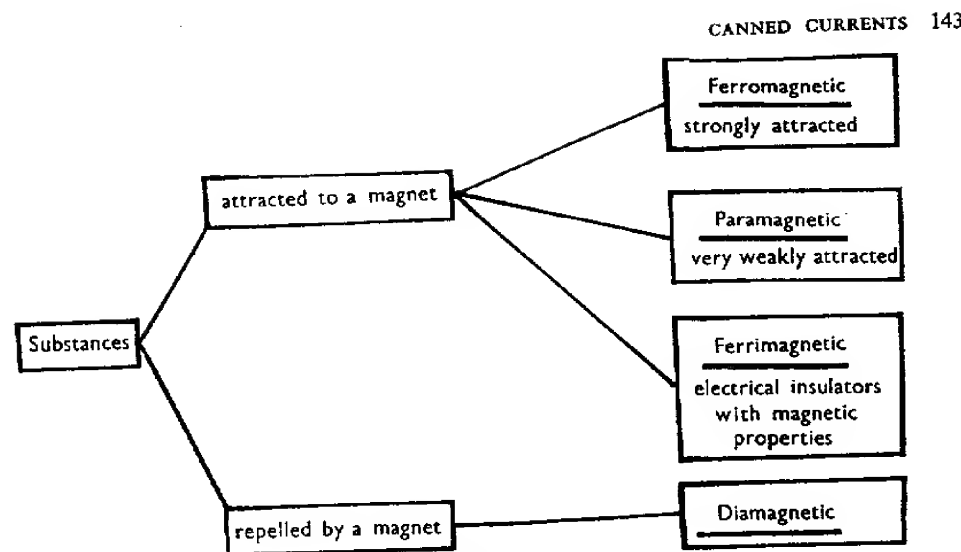 CANNED CURRENTS 143
Ferromagnetic
strongly attracted
attracted to a magnet
Paramagnetic
very weakly attracted
Substances
Ferrimagnetic
electrical insulators
with magnetic
properties
repelled by a magnet
Diamagnetic